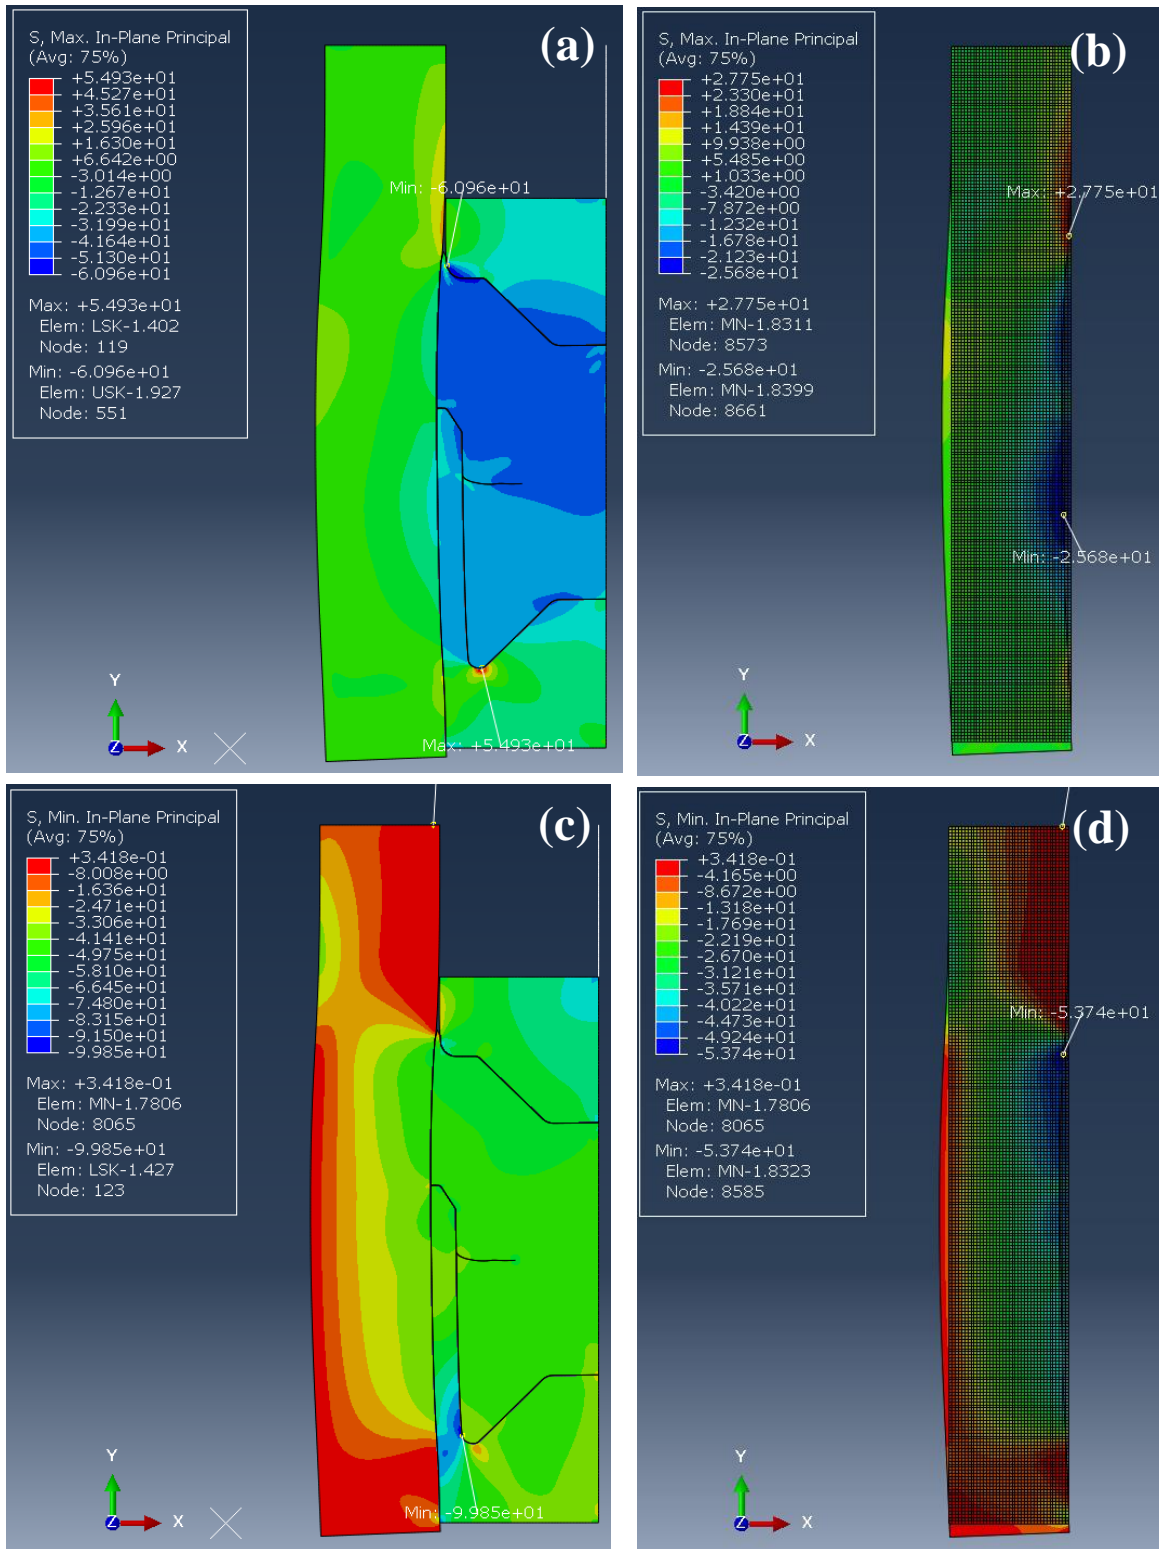 (a)
S, Max. In-Plane Principal
(Avg: 75%)
+5.493e+01
+4.527e+01
+3.561e+01
+2.596e+01
+1.630e+01
+6.642e+00
-3.014e+00
-1.267e+01
-2.233e+01
-3.199e+01
-4.164e+01
-5.130e+01
-6.096e+01
Max: +5.493e+01
Elem: LSK-1.402
Node: 119
Min: -6.096e+01
Elem: USK-1.927
Node: 551
Min: -6.096e+01
Max: +5.493e+01
Y
Z
X
(b)
S, Max. In-Plane Principal
(Avg: 75%)
+2.775e+01
+2.330e+01
+1.884e+01
+1.439e+01
+9.938e+00
+5.485e+00
+1.033e+00
-3.420e+00
-7.872e+00
-1.232e+01
-1.678e+01
-2.123e+01
-2.568e+01
Max: +2.775e+01
Elem: MN-1.8311
Node: 8573
Min: -2.568e+01
Elem: MN-1.8399
Node: 8661
Max: +2.775e+01
Min: -2.568e+01
Y
Z
X
(c)
S, Min. In-Plane Principal
(Avg: 75%)
+3.418e-01
-8.008e+00
-1.636e+01
-2.471e+01
-3.306e+01
-4.141e+01
-4.975e+01
-5.810e+01
-6.645e+01
-7.480e+01
-8.315e+01
-9.150e+01
-9.985e+01
Max: +3.418e-01
Elem: MN-1.7806
Node: 8065
Min: -9.985e+01
Elem: LSK-1.427
Node: 123
Min: -9.985e+01
Y
Z
X
(d)
S, Min. In-Plane Principal
(Avg: 75%)
+3.418e-01
-4.165e+00
-8.672e+00
-1.318e+01
-1.769e+01
-2.219e+01
-2.670e+01
-3.121e+01
-3.571e+01
-4.022e+01
-4.473e+01
-4.924e+01
-5.374e+01
Max: +3.418e-01
Elem: MN-1.7806
Node: 8065
Min: -5.374e+01
Elem: MN-1.8323
Node: 8585
Min: -5.374e+01
Y
Z
X